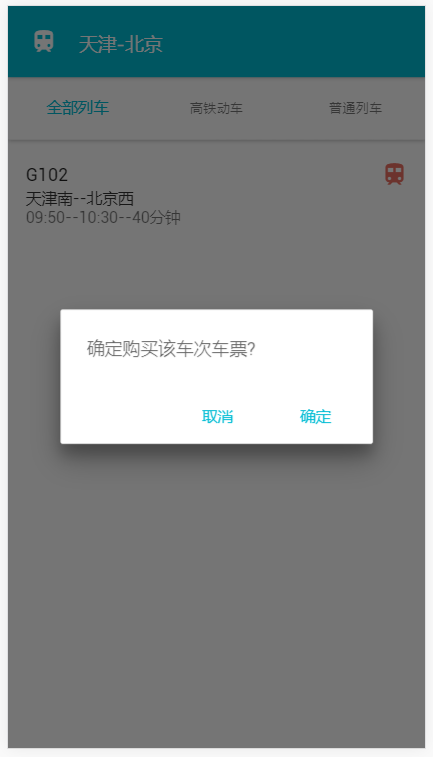 天津-北京
全部列车 高铁动车 普通列车
G102
天津南--北京西
09:50--10:30--40分钟
确定购买该车次车票?
取消 确定